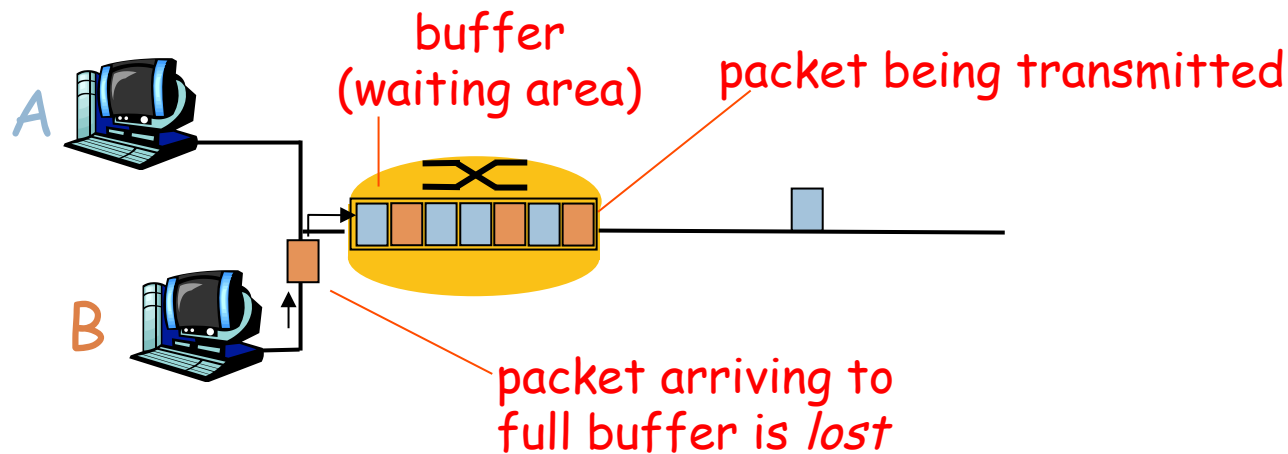 buffer
(waiting area)
packet being transmitted
A
B
packet arriving to
full buffer is lost